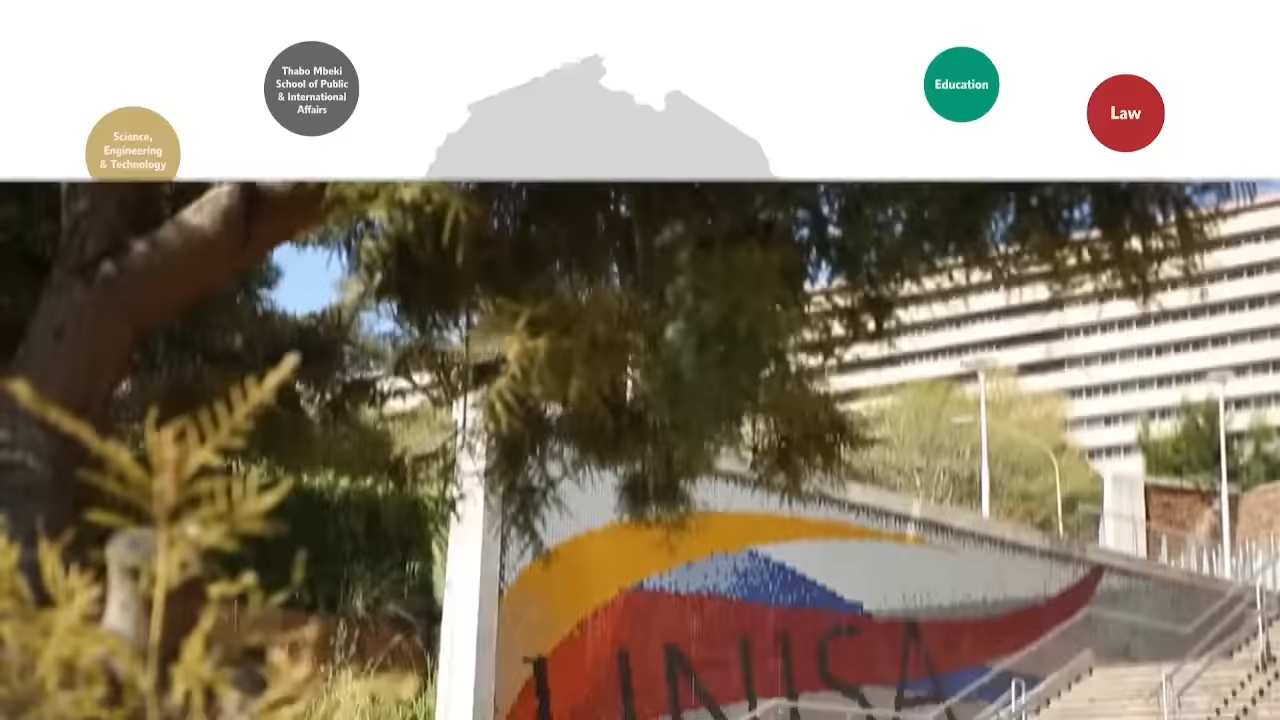 Thabo Mbeki
School of Public
& International
Affairs
Education
Law
Science,
Engineering
& Technology
UNISA